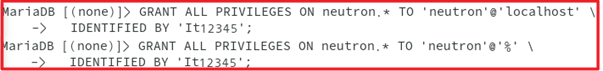 MariaDB [(none)]> GRANT ALL PRIVILEGES ON neutron.* TO 'neutron'@'localhost' \
    ->   IDENTIFIED BY 'It12345';
MariaDB [(none)]> GRANT ALL PRIVILEGES ON neutron.* TO 'neutron'@'%' \
    ->   IDENTIFIED BY 'It12345';